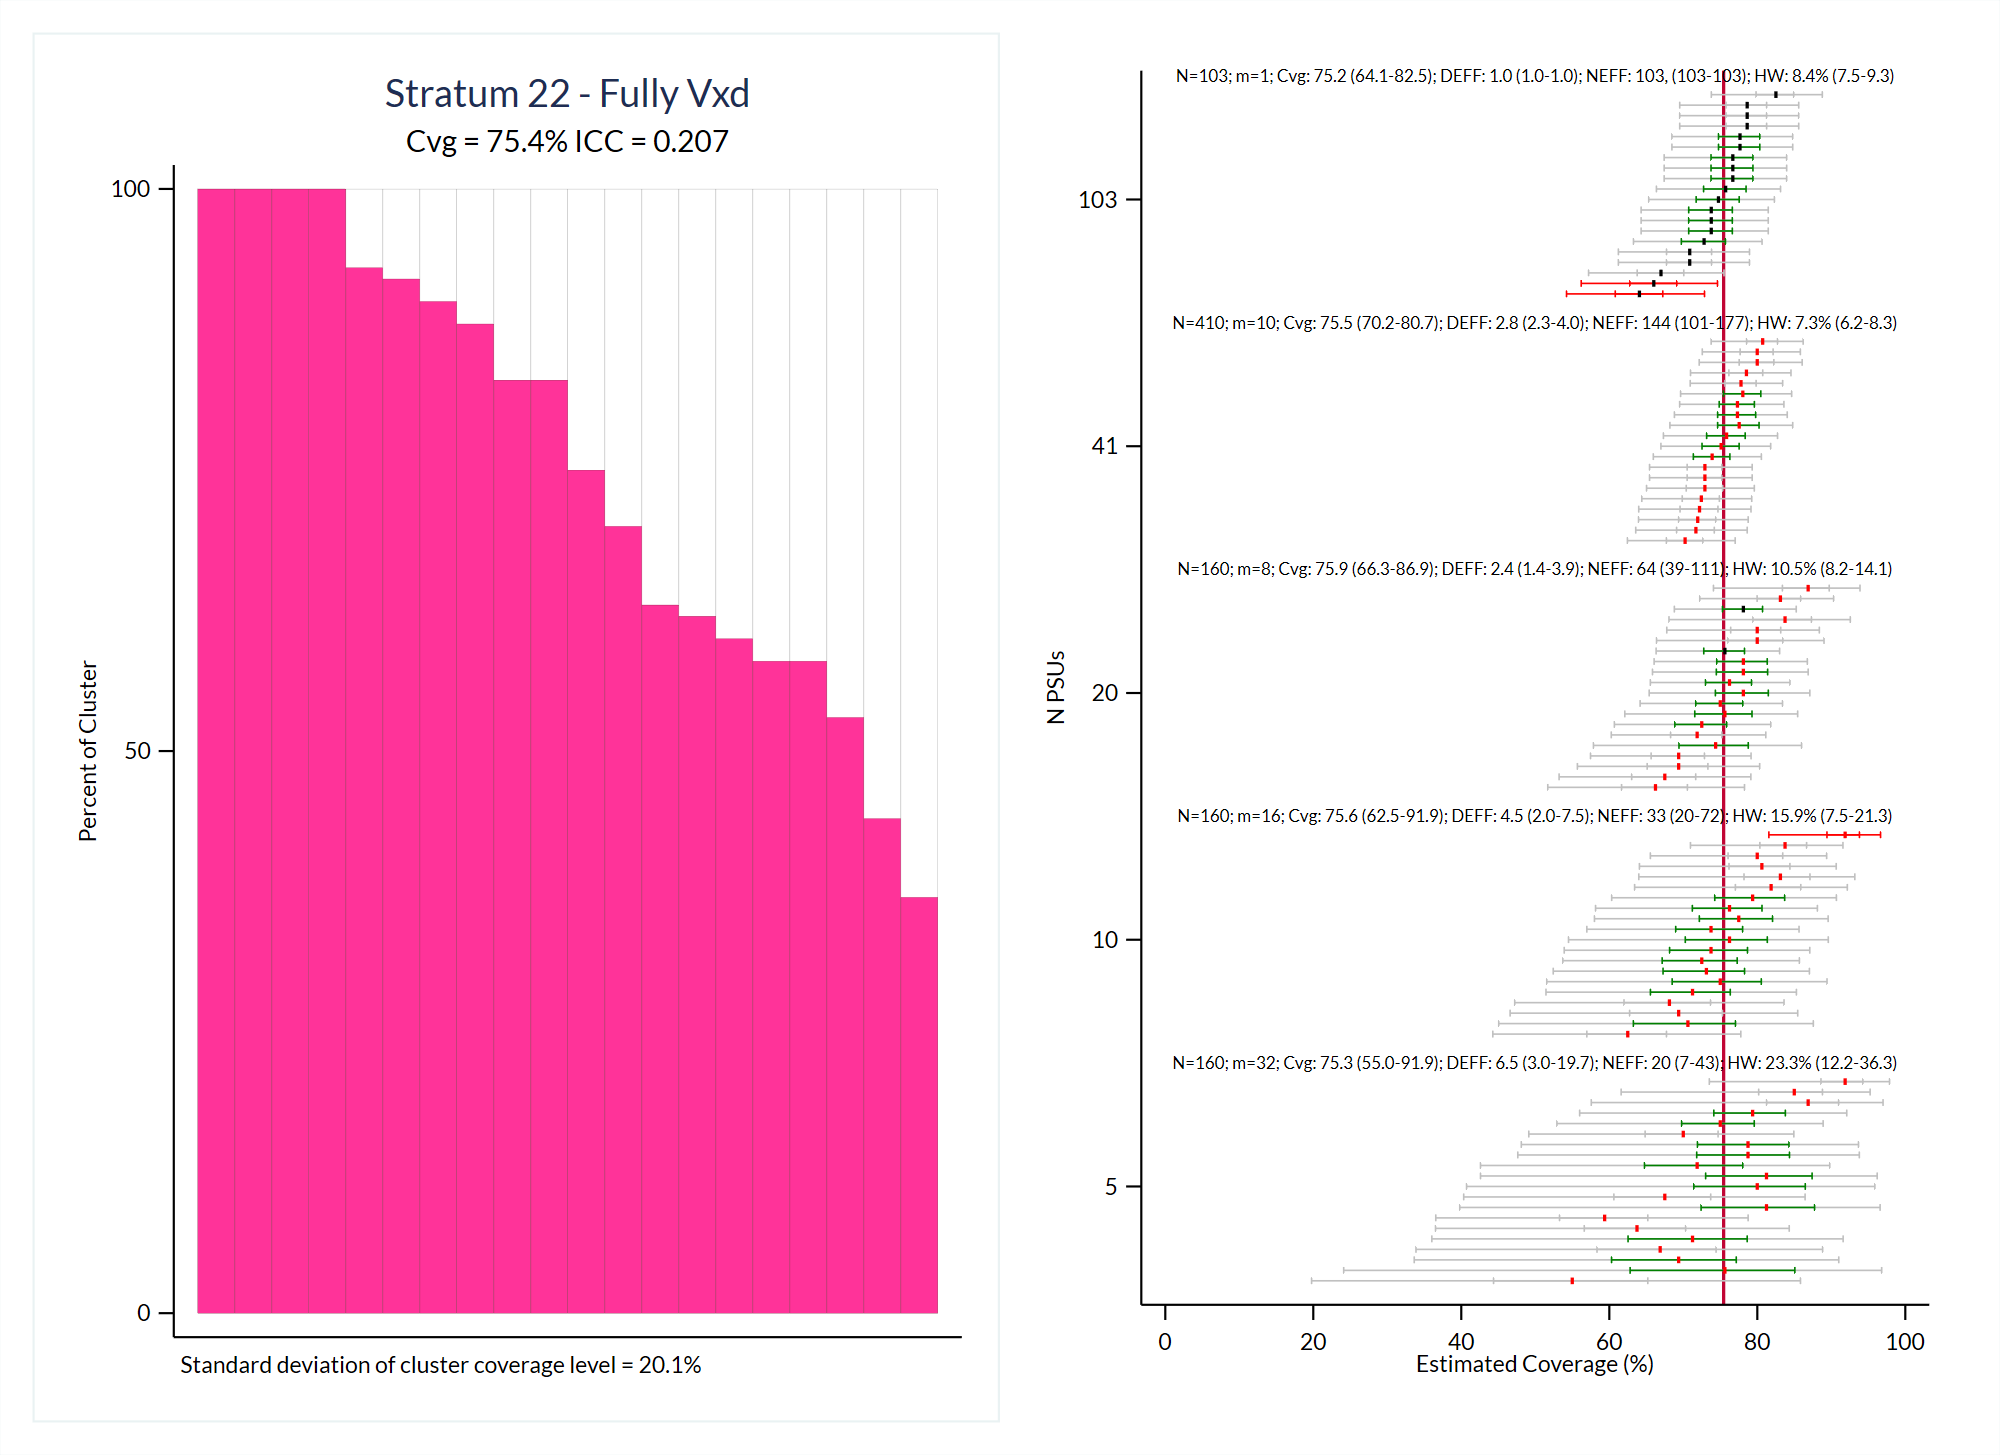 Stratum 22 - Fully Vxd
Cvg = 75.4% ICC = 0.207
100
50
0
Percent of Cluster
Standard deviation of cluster coverage level = 20.1%
N=103; m=1; Cvg: 75.2 (64.1-82.5); DEFF: 1.0 (1.0-1.0); NEFF: 103, (103-103); HW: 8.4% (7.5-9.3)
103
N=410; m=10; Cvg: 75.5 (70.2-80.7); DEFF: 2.8 (2.3-4.0); NEFF: 144 (101-177); HW: 7.3% (6.2-8.3)
41
N=160; m=8; Cvg: 75.9 (66.3-86.9); DEFF: 2.4 (1.4-3.9); NEFF: 64 (39-111); HW: 10.5% (8.2-14.1)
N PSUs
20
N=160; m=16; Cvg: 75.6 (62.5-91.9); DEFF: 4.5 (2.0-7.5); NEFF: 33 (20-72); HW: 15.9% (7.5-21.3)
10
N=160; m=32; Cvg: 75.3 (55.0-91.9); DEFF: 6.5 (3.0-19.7); NEFF: 20 (7-43); HW: 23.3% (12.2-36.3)
5
0 20 40 60 80 100
Estimated Coverage (%)